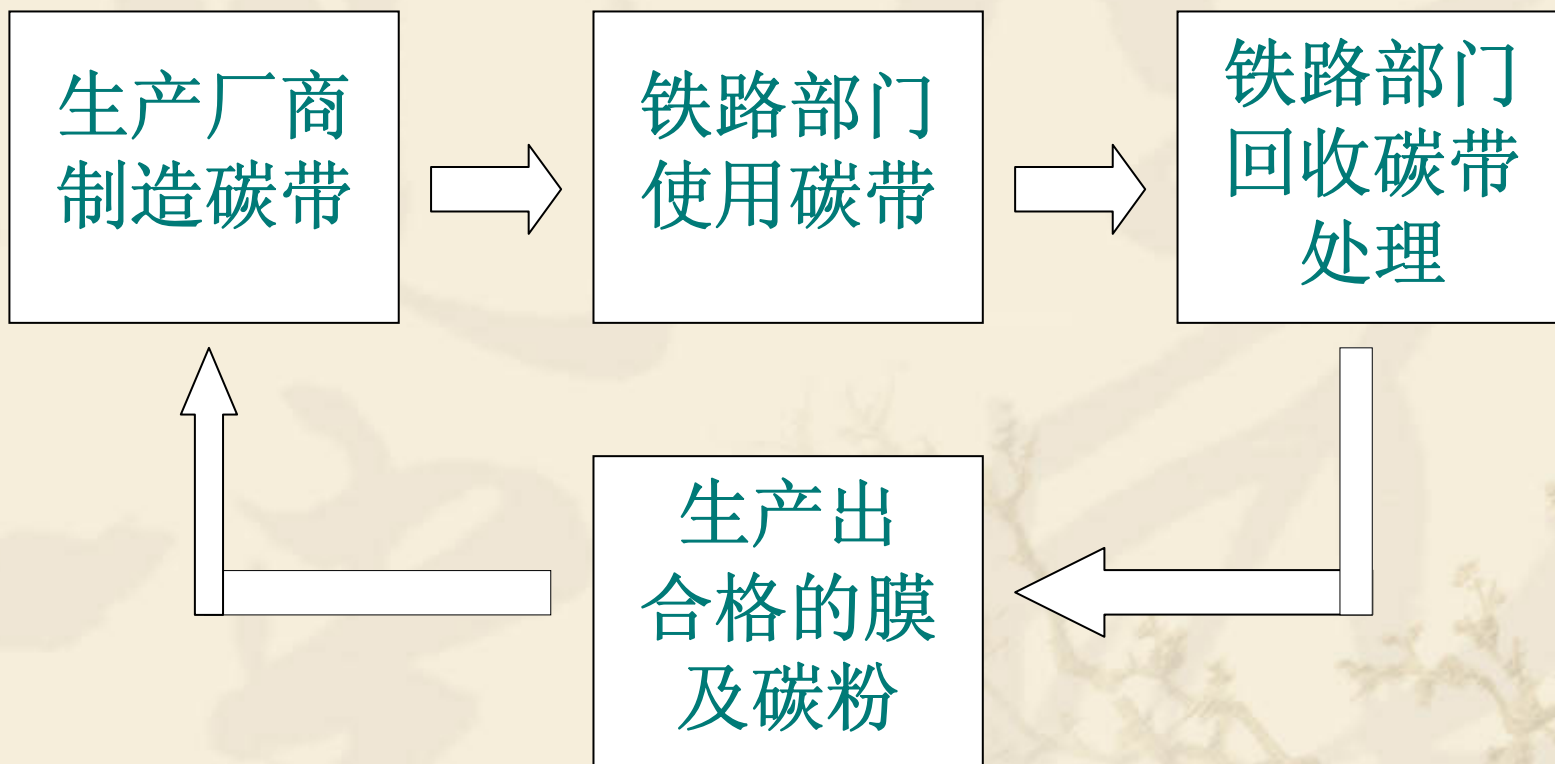 生产厂商
制造碳带
铁路部门
使用碳带
铁路部门
回收碳带
处理
生产出
合格的膜
及碳粉